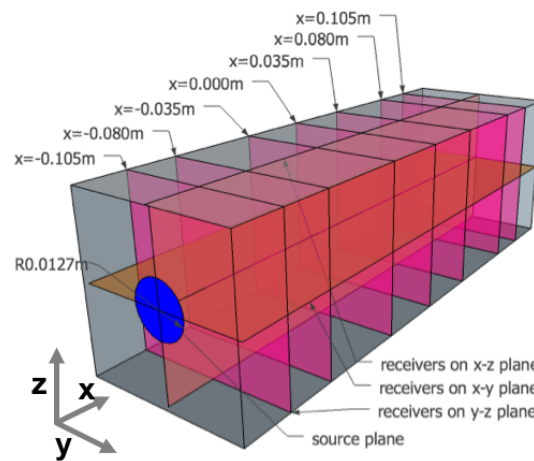 x=0.105m
x=0.080m
x=0.035m
x=0.000m
x=-0.035m
x=-0.080m
x=-0.105m
R0.0127m
receivers on x-z plane
receivers on x-y plane
receivers on y-z plane
source plane
z
x
y